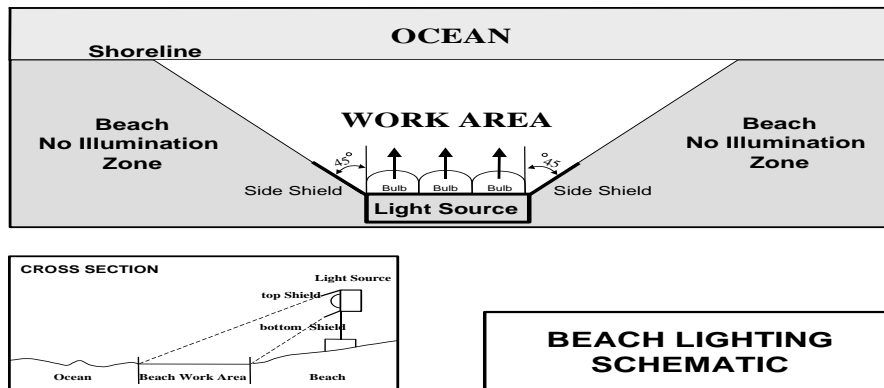 OCEAN
Shoreline
WORK AREA
Beach
No Illumination
Zone
Beach
No Illumination
Zone
45°
°45
Side Shield
Bulb
Bulb
Bulb
Side Shield
Light Source
CROSS SECTION
Light Source
top Shield
bottom Shield
Ocean
Beach Work Area
Beach
BEACH LIGHTING
SCHEMATIC